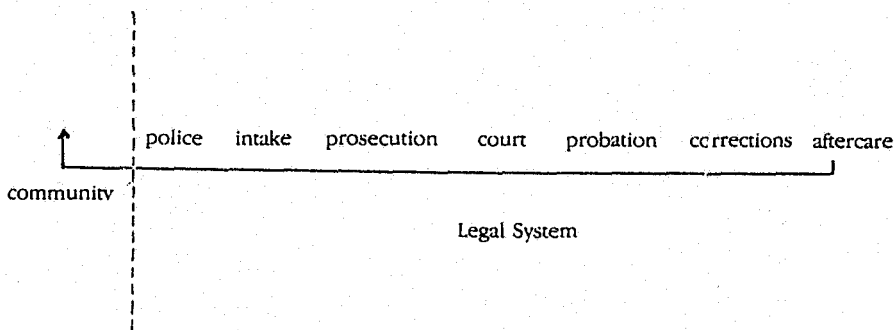 police intake prosecution court probation corrections aftercare
community
Legal System